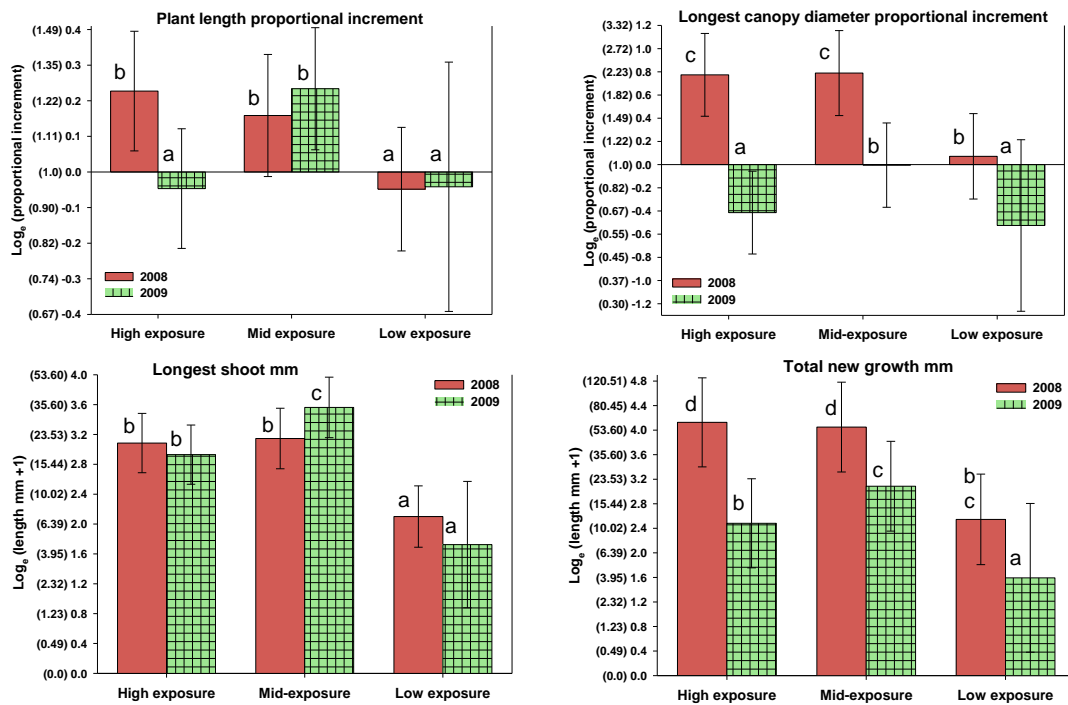 Plant length proportional increment
Log_e (proportional increment)
(1.49) 0.4
(1.35) 0.3
(1.22) 0.2
(1.11) 0.1
(1.0) 0.0
(0.90) -0.1
(0.82) -0.2
(0.74) -0.3
(0.67) -0.4
b
a
b
b
a
a
2008
2009
High exposure
Mid exposure
Low exposure
Longest canopy diameter proportional increment
Log_e (proportional increment)
(3.32) 1.2
(2.72) 1.0
(2.23) 0.8
(1.82) 0.6
(1.49) 0.4
(1.22) 0.2
(1.0) 0.0
(0.82) -0.2
(0.67) -0.4
(0.55) -0.6
(0.45) -0.8
(0.37) -1.0
(0.30) -1.2
c
a
c
b
b
a
2008
2009
High exposure
Mid-exposure
Low exposure
Longest shoot mm
Log_e (length mm +1)
(53.60) 4.0
(35.60) 3.6
(23.53) 3.2
(15.44) 2.8
(10.02) 2.4
(6.39) 2.0
(3.95) 1.6
(2.32) 1.2
(1.23) 0.8
(0.49) 0.4
(0.0) 0.0
b
b
b
c
a
a
2008
2009
High exposure
Mid-exposure
Low exposure
Total new growth mm
Log_e (length mm +1)
(120.51) 4.8
(80.45) 4.4
(53.60) 4.0
(35.60) 3.6
(23.53) 3.2
(15.44) 2.8
(10.02) 2.4
(6.39) 2.0
(3.95) 1.6
(2.32) 1.2
(1.23) 0.8
(0.49) 0.4
(0.0) 0.0
d
b
d
c
b
c
a
2008
2009
High exposure
Mid-exposure
Low exposure